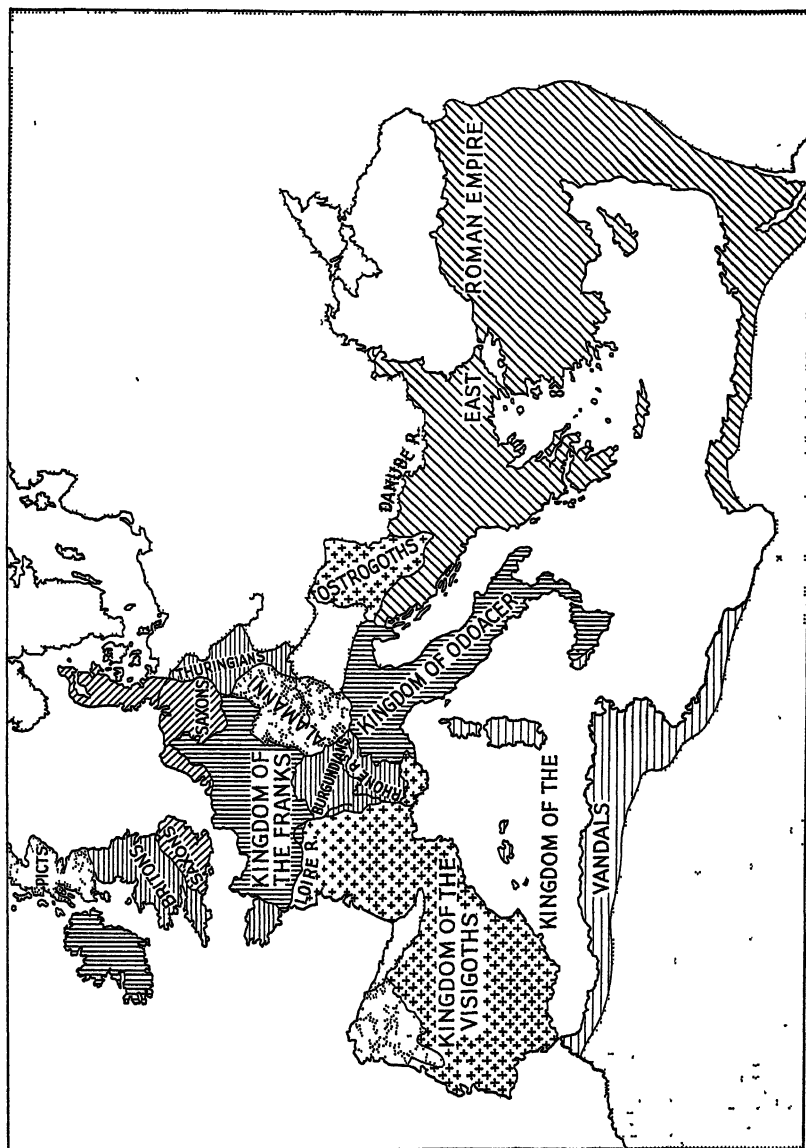 PICTS
BRITONS
SAXONS
SAXONS
THURINGIANS
KINGDOM OF
THE FRANKS
ALAMANNI
BURGUNDIANS
LOIRE R.
RHONE R.
OSTROGOTHS
DANUBE R.
KINGDOM OF ODOACER
KINGDOM OF THE
VISIGOTHS
EAST
ROMAN EMPIRE
KINGDOM OF THE
VANDALS